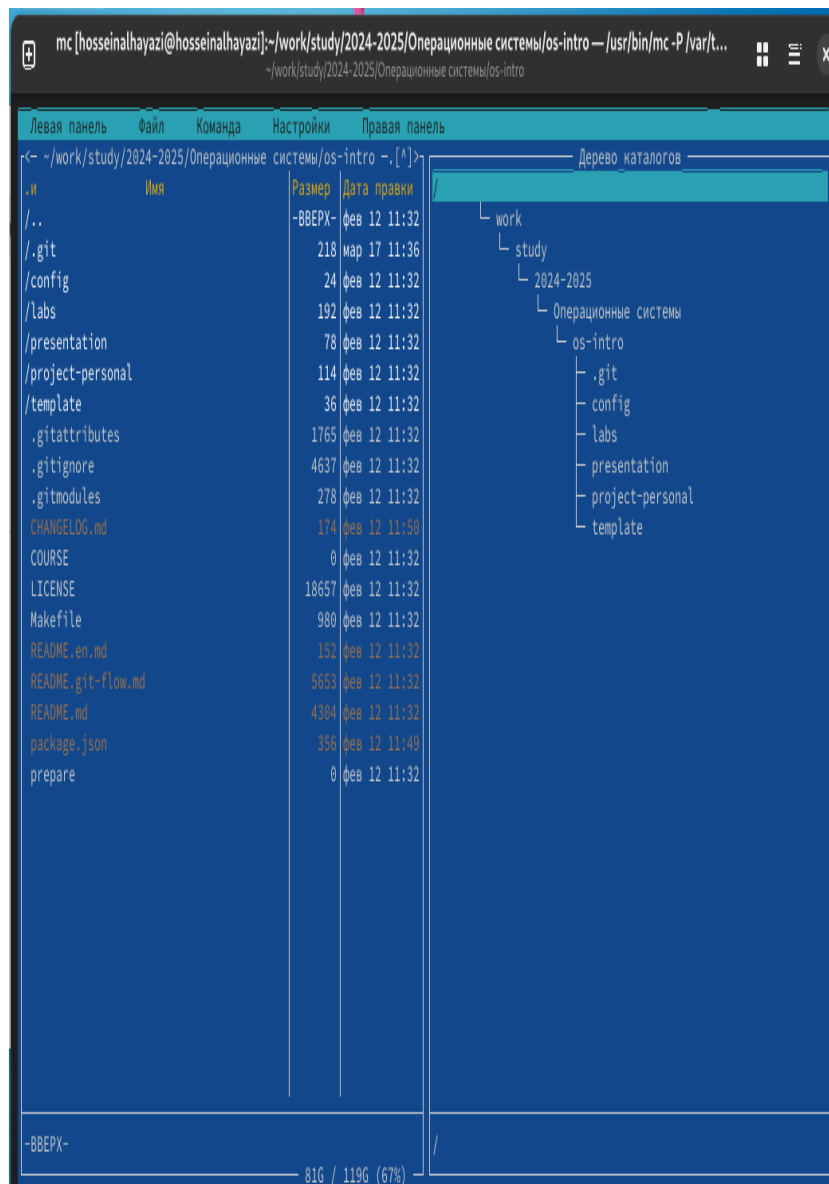 mc [hosseinalhayazi@hosseinalhayazi]:~/work/study/2024-2025/Операционные системы/os-intro — /usr/bin/mc -P /var/t...
~/work/study/2024-2025/Операционные системы/os-intro
Левая панель Файл Команда Настройки Правая панель
<- ~/work/study/2024-2025/Операционные системы/os-intro -.[^]>
.и Имя Размер Дата правки
/.. -ВВЕРХ- фев 12 11:32
/.git 218 мар 17 11:36
/config 24 фев 12 11:32
/labs 192 фев 12 11:32
/presentation 78 фев 12 11:32
/project-personal 114 фев 12 11:32
/template 36 фев 12 11:32
.gitattributes 1765 фев 12 11:32
.gitignore 4637 фев 12 11:32
.gitmodules 278 фев 12 11:32
CHANGELOG.md 174 фев 12 11:50
COURSE 0 фев 12 11:32
LICENSE 18657 фев 12 11:32
Makefile 980 фев 12 11:32
README.en.md 152 фев 12 11:32
README.git-flow.md 5653 фев 12 11:32
README.md 4304 фев 12 11:32
package.json 356 фев 12 11:49
prepare 0 фев 12 11:32
-ВВЕРХ-
81G / 119G (67%)
Дерево каталогов
/
work
study
2024-2025
Операционные системы
os-intro
.git
config
labs
presentation
project-personal
template
/